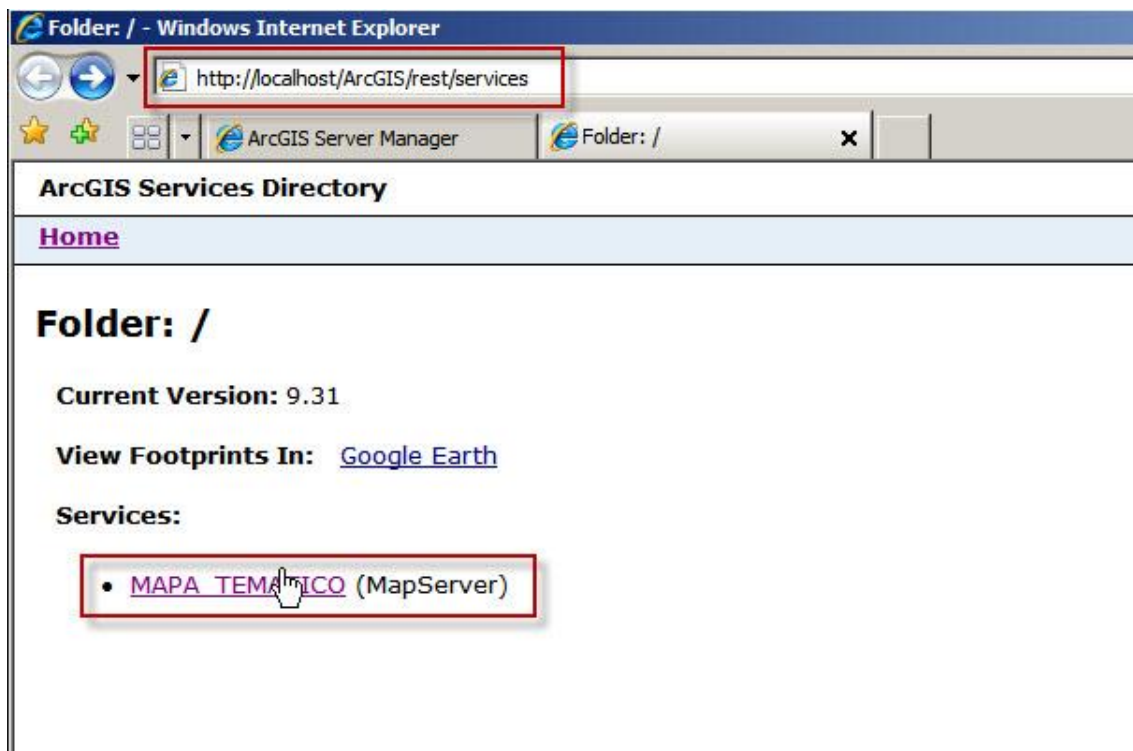 Folder: / - Windows Internet Explorer
http://localhost/ArcGIS/rest/services
ArcGIS Server Manager
Folder: /
ArcGIS Services Directory
Home
Folder: /
Current Version: 9.31
View Footprints In: Google Earth
Services:
• MAPA_TEMATICO (MapServer)